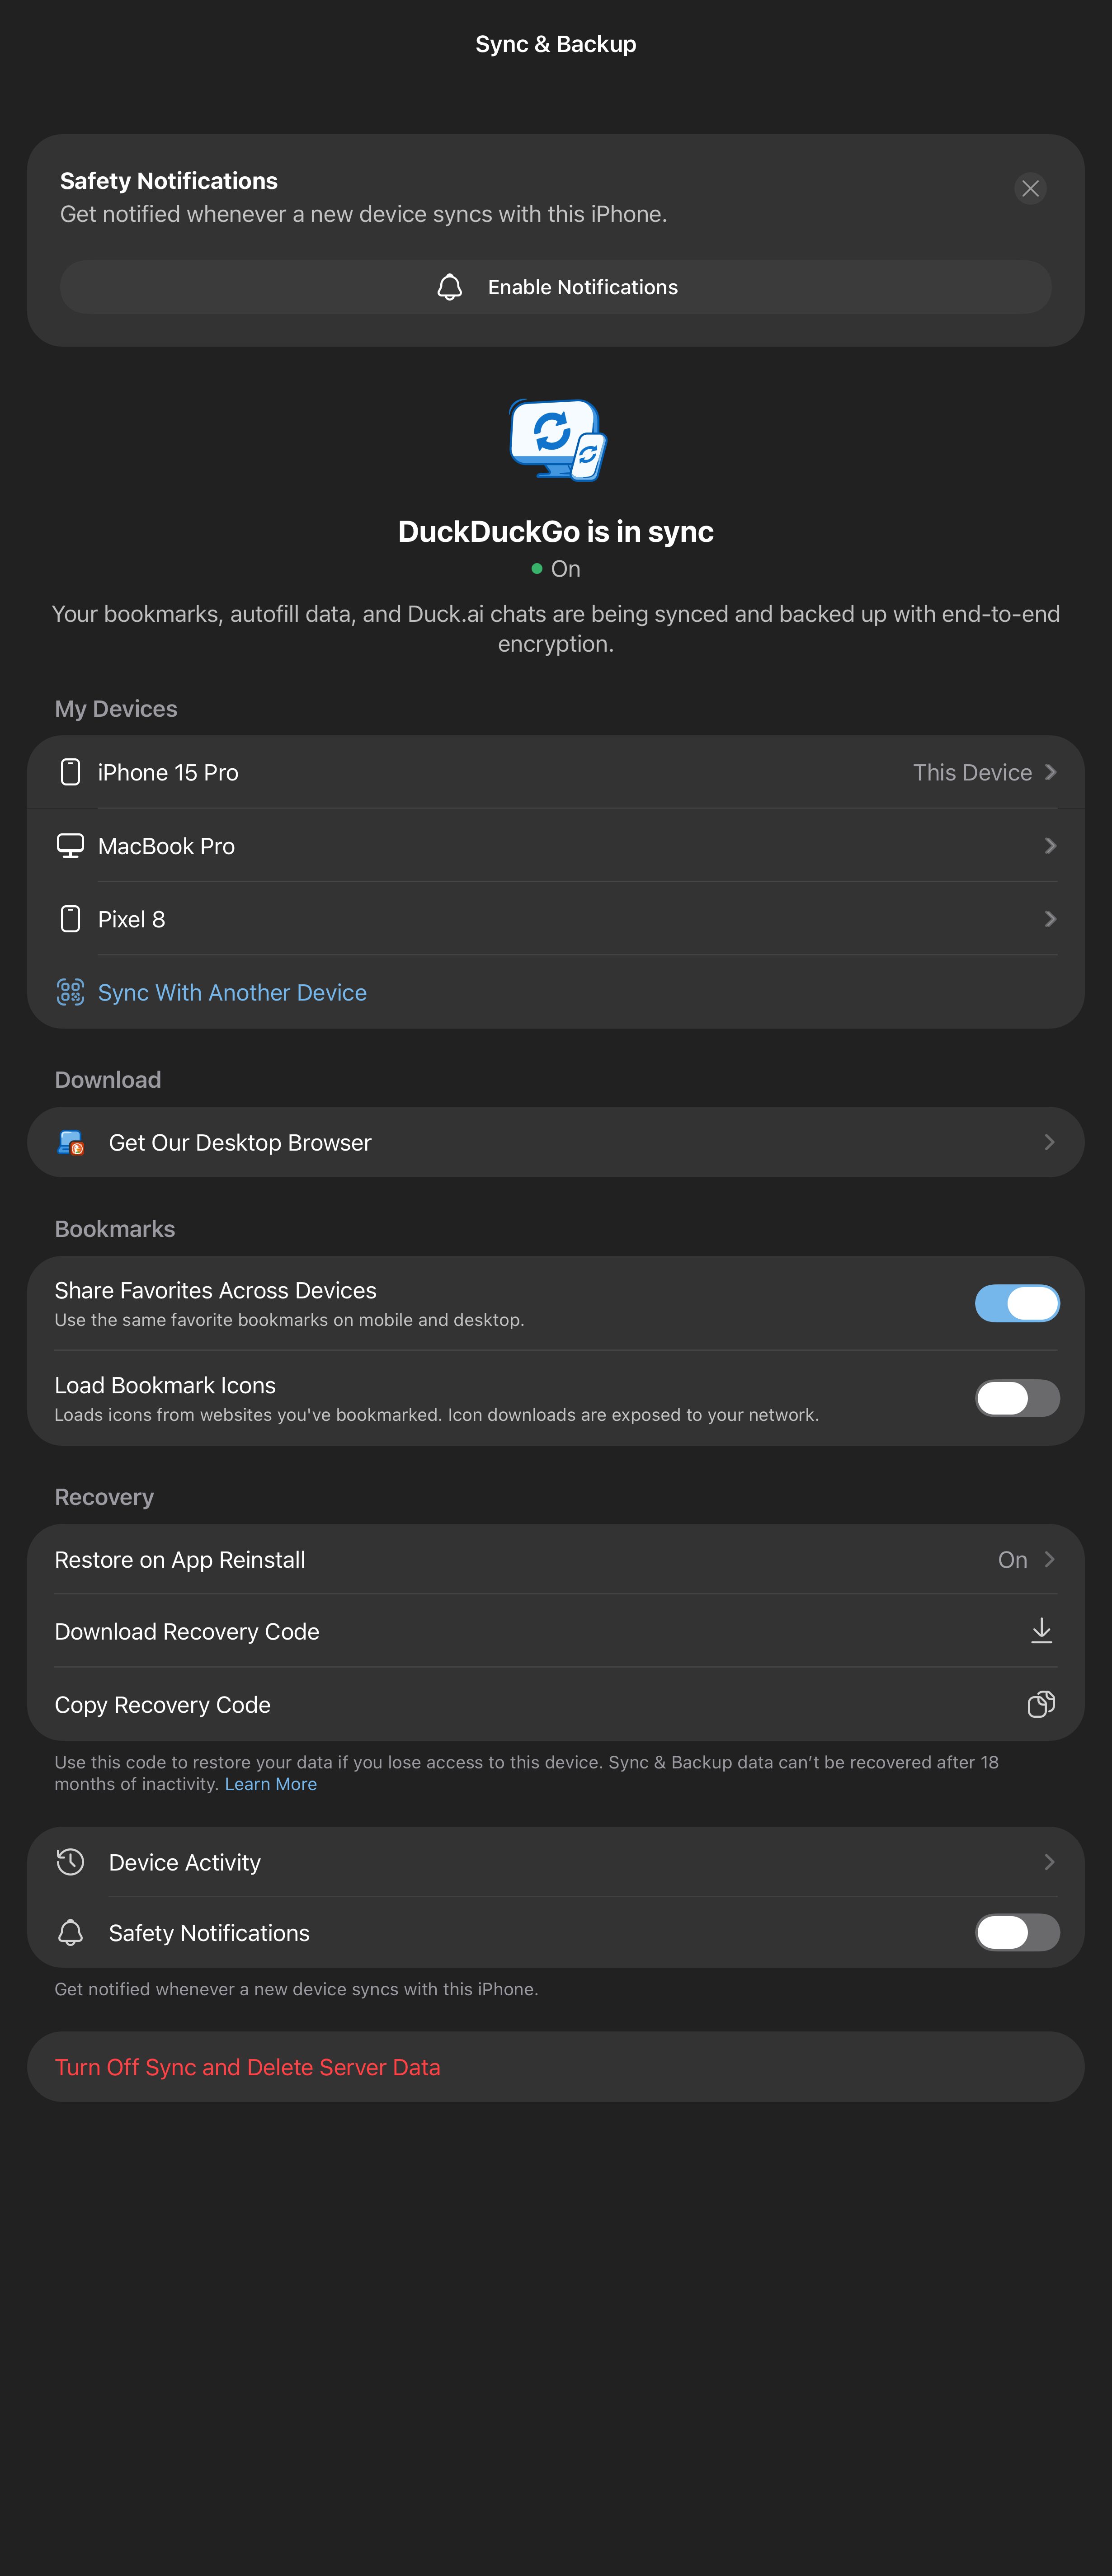 Sync & Backup
Safety Notifications
Get notified whenever a new device syncs with this iPhone.
Enable Notifications
DuckDuckGo is in sync
On
Your bookmarks, autofill data, and Duck.ai chats are being synced and backed up with end-to-end
encryption.
My Devices
iPhone 15 Pro This Device
MacBook Pro
Pixel 8
Sync With Another Device
Download
Get Our Desktop Browser
Bookmarks
Share Favorites Across Devices
Use the same favorite bookmarks on mobile and desktop.
Load Bookmark Icons
Loads icons from websites you've bookmarked. Icon downloads are exposed to your network.
Recovery
Restore on App Reinstall On
Download Recovery Code
Copy Recovery Code
Use this code to restore your data if you lose access to this device. Sync & Backup data can’t be recovered after 18
months of inactivity. Learn More
Device Activity
Safety Notifications
Get notified whenever a new device syncs with this iPhone.
Turn Off Sync and Delete Server Data